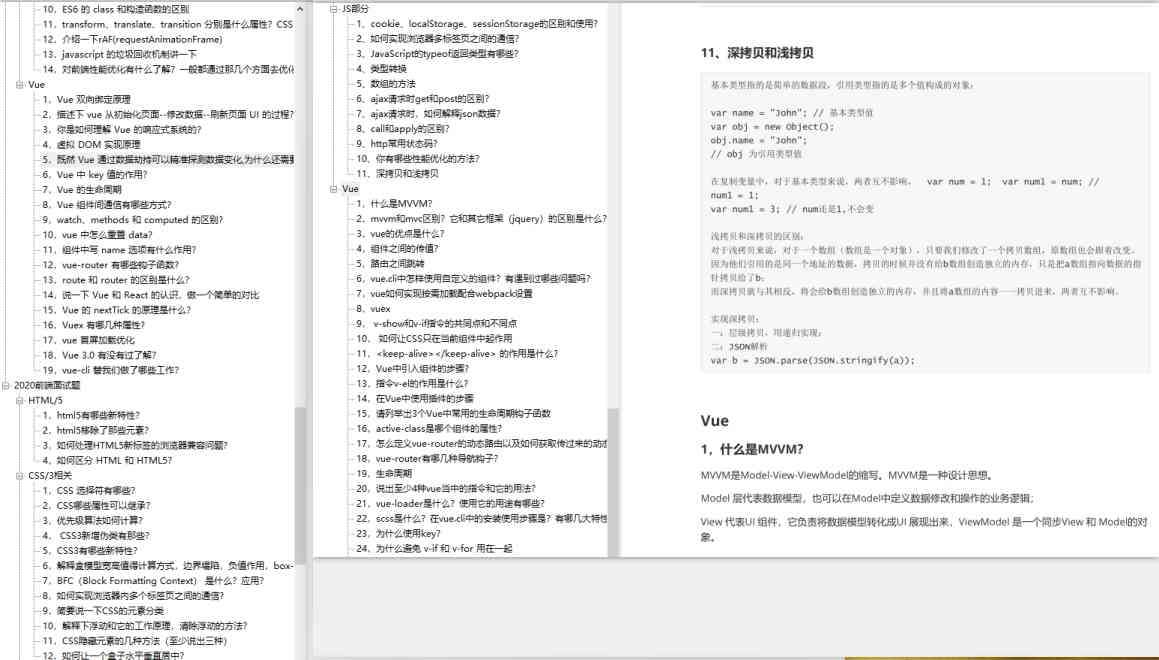 10、ES6 的 class 和构造函数的区别
11、transform、translate、transition 分别是什么属性？CSS
12、介绍一下rAF(requestAnimationFrame)
13、javascript 的垃圾回收机制讲一下
14、对前端性能优化有什么了解？一般都通过那几个方面去优化
Vue
1、Vue 双向绑定原理
2、描述下 vue 从初始化页面--修改数据--刷新页面 UI 的过程？
3、你是如何理解 Vue 的响应式系统的？
4、虚拟 DOM 实现原理
5、既然 Vue 通过数据劫持可以精准探测数据变化,为什么还需要
6、Vue 中 key 值的作用？
7、Vue 的生命周期
8、Vue 组件间通信有哪些方式？
9、watch、methods 和 computed 的区别？
10、vue 中怎么重置 data？
11、组件中写 name 选项有什么作用？
12、vue-router 有哪些钩子函数？
13、route 和 router 的区别是什么？
14、说一下 Vue 和 React 的认识，做一个简单的对比
15、Vue 的 nextTick 的原理是什么？
16、Vuex 有哪几种属性？
17、vue 首屏加载优化
18、Vue 3.0 有没有过了解？
19、vue-cli 替我们做了哪些工作？
2020前端面试题
HTML/5
1、html5有哪些新特性？
2、html5移除了那些元素？
3、如何处理HTML5新标签的浏览器兼容问题？
4、如何区分 HTML 和 HTML5？
CSS/3相关
1、CSS 选择符有哪些？
2、CSS哪些属性可以继承？
3、优先级算法如何计算？
4、 CSS3新增伪类有那些？
5、CSS3有哪些新特性？
6、解释盒模型宽高值得计算方式，边界塌陷，负值作用，box-
7、BFC（Block Formatting Context） 是什么？应用？
8、如何实现浏览器内多个标签页之间的通信？
9、简要说一下CSS的元素分类
10、解释下浮动和它的工作原理，清除浮动的方法？
11、CSS隐藏元素的几种方法（至少说出三种）
12、如何让一个盒子水平垂直居中？
JS部分
1、cookie、localStorage、sessionStorage的区别和使用？
2、如何实现浏览器多标签页之间的通信？
3、JavaScript的typeof返回类型有哪些？
4、类型转换
5、数组的方法
6、ajax请求时get和post的区别？
7、ajax请求时，如何解释json数据？
8、call和apply的区别？
9、http常用状态码？
10、你有哪些性能优化的方法？
11、深拷贝和浅拷贝
Vue
1、什么是MVVM？
2、mvvm和mvc区别？它和其它框架（jquery）的区别是什么？
3、vue的优点是什么？
4、组件之间的传值？
5、路由之间跳转
6、vue.cli中怎样使用自定义的组件？有遇到过哪些问题吗？
7、vue如何实现按需加载配合webpack设置
8、vuex
9、 v-show和v-if指令的共同点和不同点
10、 如何让CSS只在当前组件中起作用
11、<keep-alive></keep-alive> 的作用是什么？
12、Vue中引入组件的步骤？
13、指令v-el的作用是什么？
14、在Vue中使用插件的步骤
15、请列举出3个Vue中常用的生命周期钩子函数
16、active-class是哪个组件的属性？
17、怎么定义vue-router的动态路由以及如何获取传过来的动态
18、vue-router有哪几种导航钩子？
19、生命周期
20、说出至少4种vue当中的指令和它的用法？
21、vue-loader是什么？使用它的用途有哪些？
22、scss是什么？在vue.cli中的安装使用步骤是？有哪几大特性
23、为什么使用key？
24、为什么避免 v-if 和 v-for 用在一起
11、深拷贝和浅拷贝
基本类型指的是简单的数据段，引用类型指的是多个值构成的对象；
var name = "John"; // 基本类型值
var obj = new Object();
obj.name = "John";
// obj 为引用类型值
在复制变量中，对于基本类型来说，两者互不影响， var num = 1; var num1 = num; //
num1 = 1;
var num1 = 3; // num还是1,不会变
浅拷贝和深拷贝的区别：
对于浅拷贝来说，对于一个数组（数组是一个对象），只要我们修改了一个拷贝数组，原数组也会跟着改变。
因为他们引用的是同一个地址的数据，拷贝的时候并没有给b数组创造独立的内存，只是把a数组指向数据的指
针拷贝给了b；
而深拷贝就与其相反，将会给b数组创造独立的内存，并且将a数组的内容一一拷贝进来，两者互不影响。
实现深拷贝：
一：层级拷贝，用递归实现；
二：JSON解析
var b = JSON.parse(JSON.stringify(a));
Vue
1、什么是MVVM？
MVVM是Model-View-ViewModel的缩写。MVVM是一种设计思想。
Model 层代表数据模型，也可以在Model中定义数据修改和操作的业务逻辑；
View 代表UI 组件，它负责将数据模型转化成UI 展现出来，ViewModel 是一个同步View 和 Model的对
象。